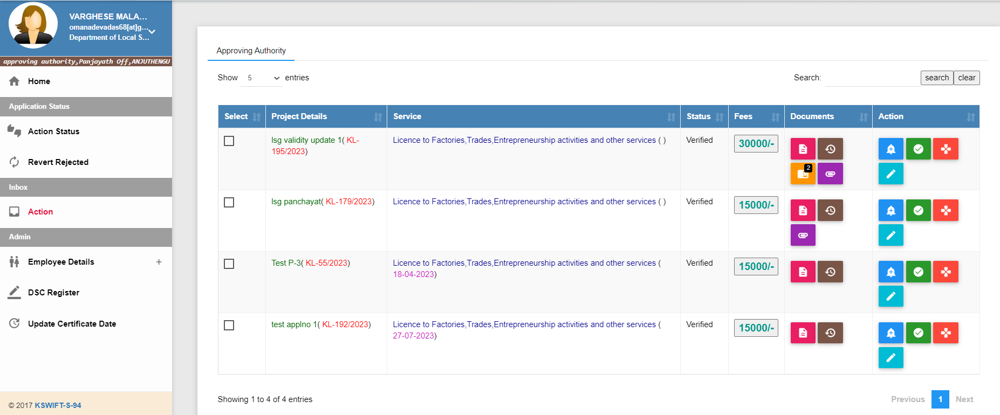 VARGHESE MALA...
omanadevadas68[at]g...
Department of Local S...
approving authority,Panjayath Off,ANJUTHENGU
Home
Application Status
Action Status
Revert Rejected
Inbox
Action
Admin
Employee Details +
DSC Register
Update Certificate Date
© 2017 KSWIFT-S-94
Approving Authority
Show 5 entries
Search: search clear
Select Project Details Service Status Fees Documents Action
lsg validity update 1( KL- Licence to Factories,Trades,Entrepreneurship activities and other services ( ) Verified 30000/-
195/2023)
2
lsg panchayat( KL-179/2023) Licence to Factories,Trades,Entrepreneurship activities and other services ( ) Verified 15000/-
Test P-3( KL-55/2023) Licence to Factories,Trades,Entrepreneurship activities and other services ( Verified 15000/-
18-04-2023)
test applno 1( KL-192/2023) Licence to Factories,Trades,Entrepreneurship activities and other services ( Verified 15000/-
27-07-2023)
Showing 1 to 4 of 4 entries
Previous 1 Next